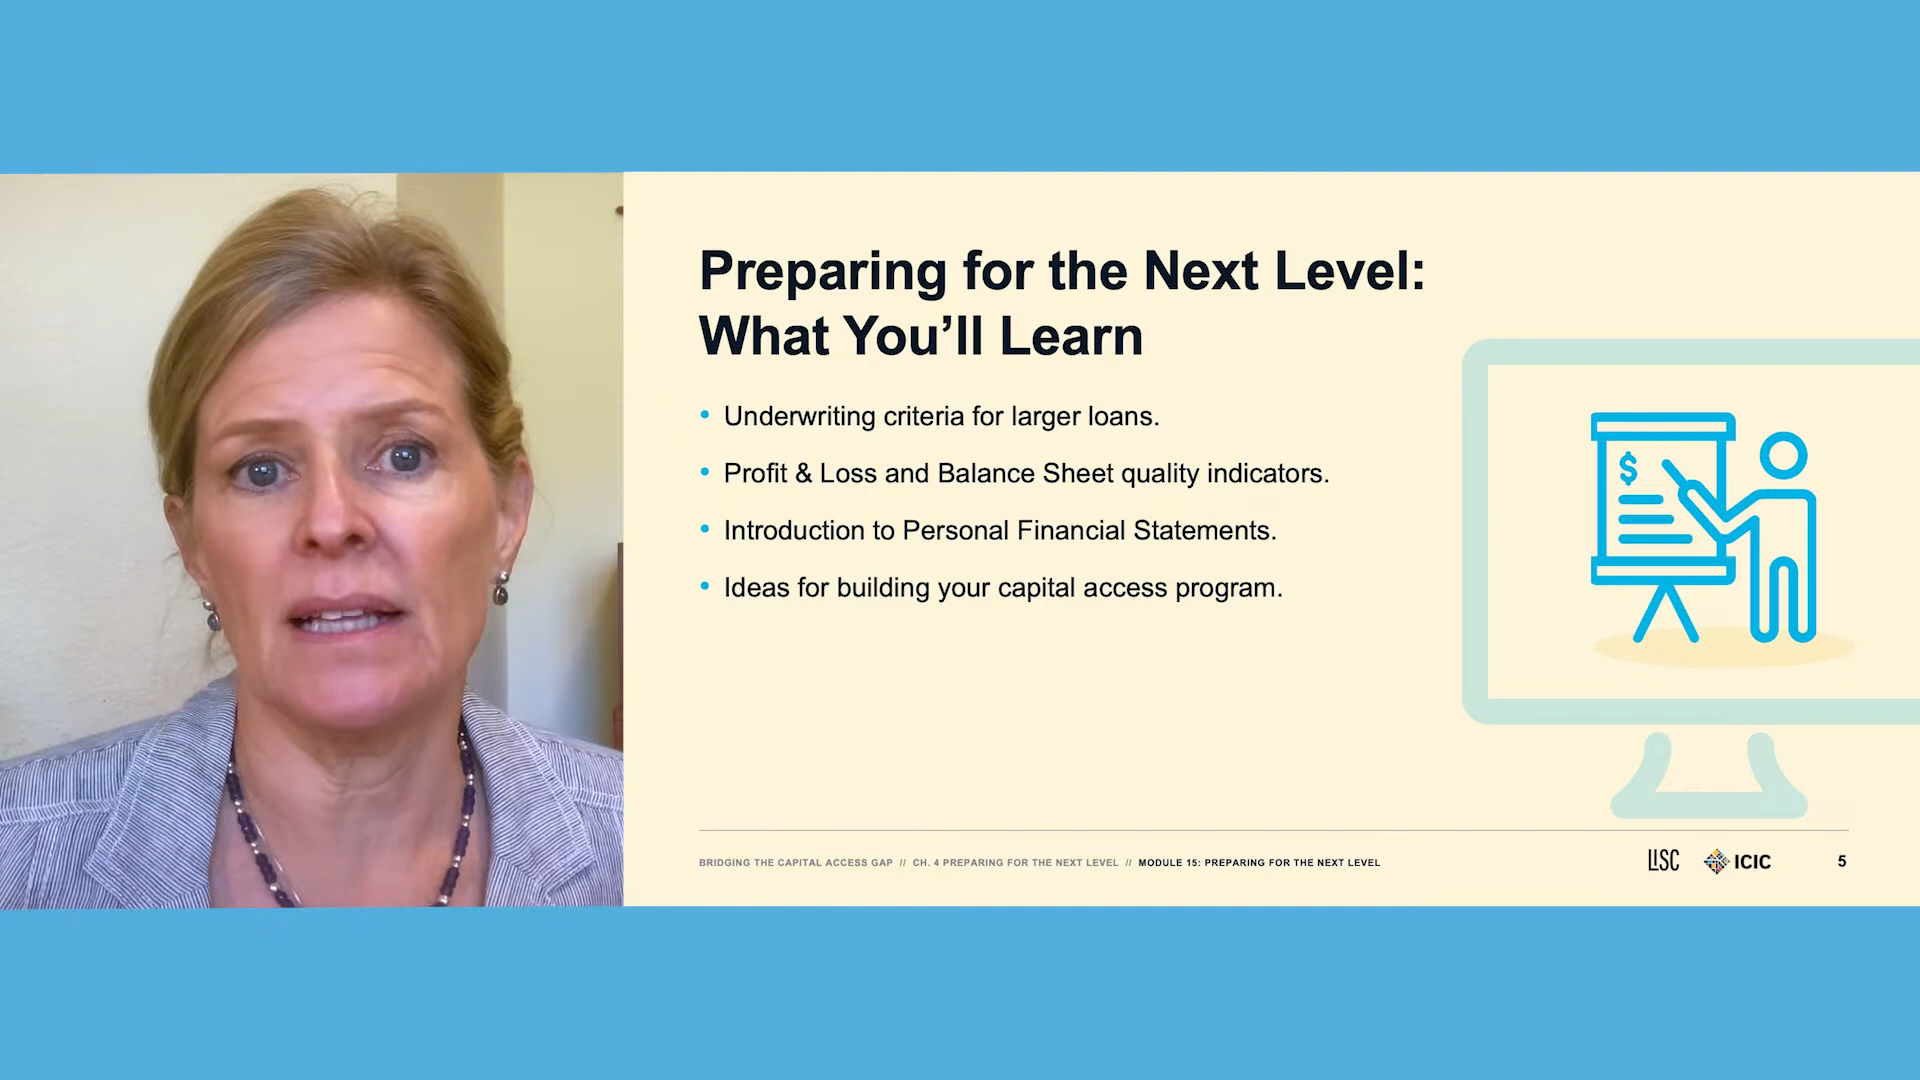 Preparing for the Next Level:
What You’ll Learn
• Underwriting criteria for larger loans.
• Profit & Loss and Balance Sheet quality indicators.
• Introduction to Personal Financial Statements.
• Ideas for building your capital access program.
$
BRIDGING THE CAPITAL ACCESS GAP // CH. 4 PREPARING FOR THE NEXT LEVEL // MODULE 15: PREPARING FOR THE NEXT LEVEL
LISC ICIC 5